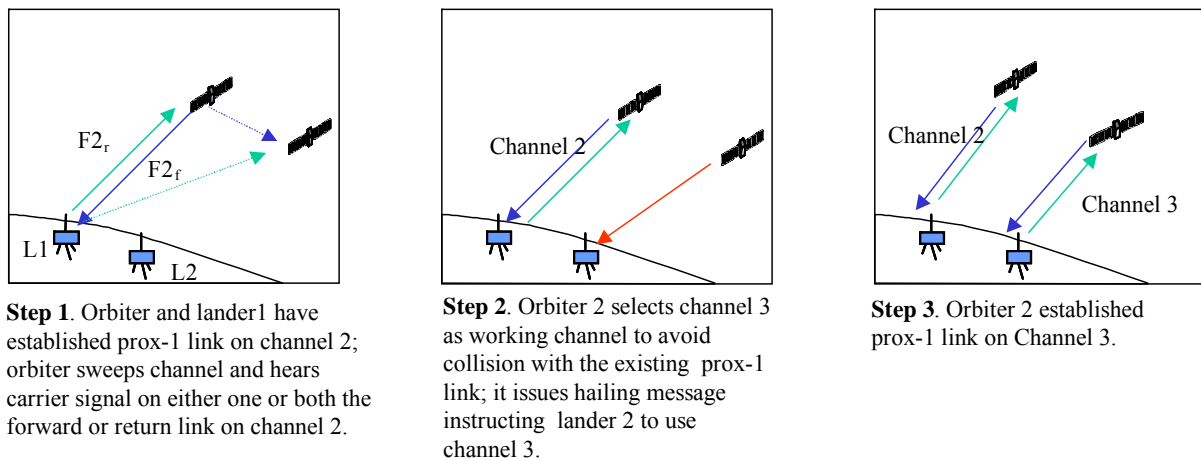 F2r
F2f
L1
L2
Step 1. Orbiter and lander1 have
established prox-1 link on channel 2;
orbiter sweeps channel and hears
carrier signal on either one or both the
forward or return link on channel 2.
Channel 2
Step 2. Orbiter 2 selects channel 3
as working channel to avoid
collision with the existing prox-1
link; it issues hailing message
instructing lander 2 to use
channel 3.
Channel 2
Channel 3
Step 3. Orbiter 2 established
prox-1 link on Channel 3.